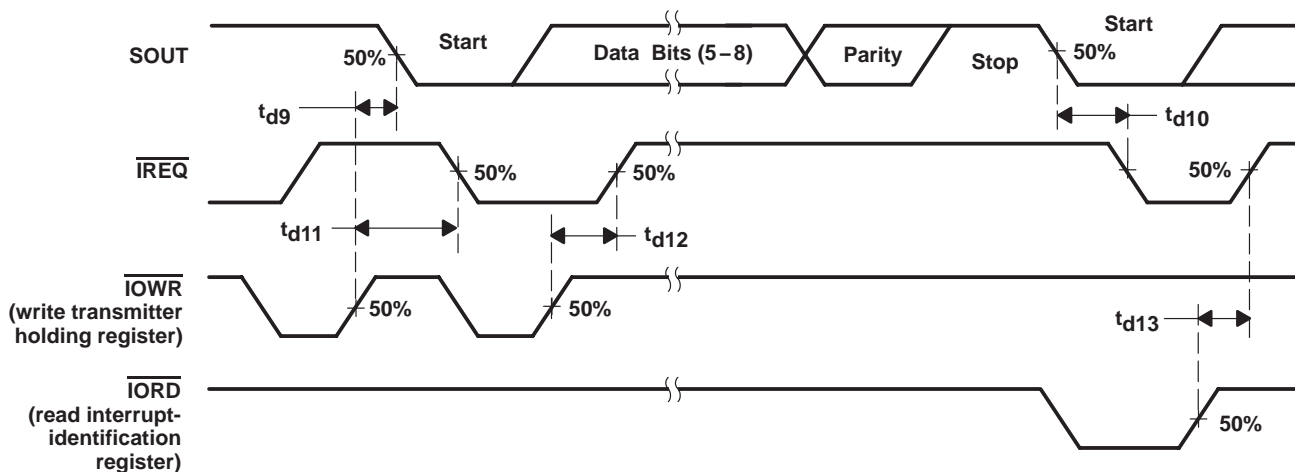 SOUT
50%
Start
Data Bits (5–8)
Parity
Stop
50%
Start
td9
td10
IREQ
50%
50%
50%
td11
td12
IOWR
(write transmitter
holding register)
50%
50%
td13
IORD
(read interrupt-
identification
register)
50%